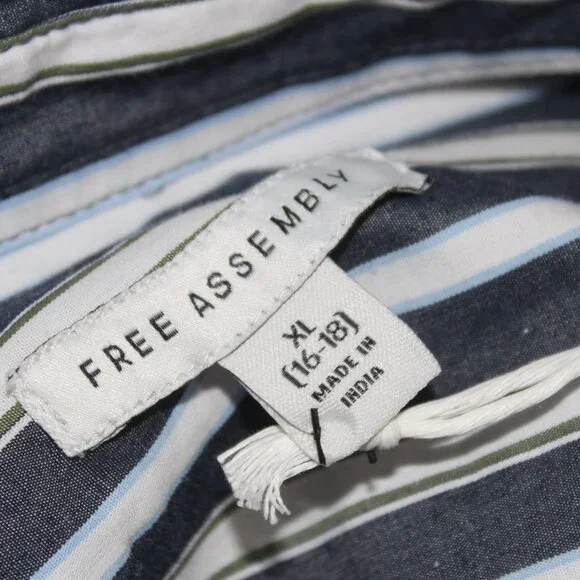 FREE ASSEMBLY
XL
(16-18)
MADE IN
INDIA